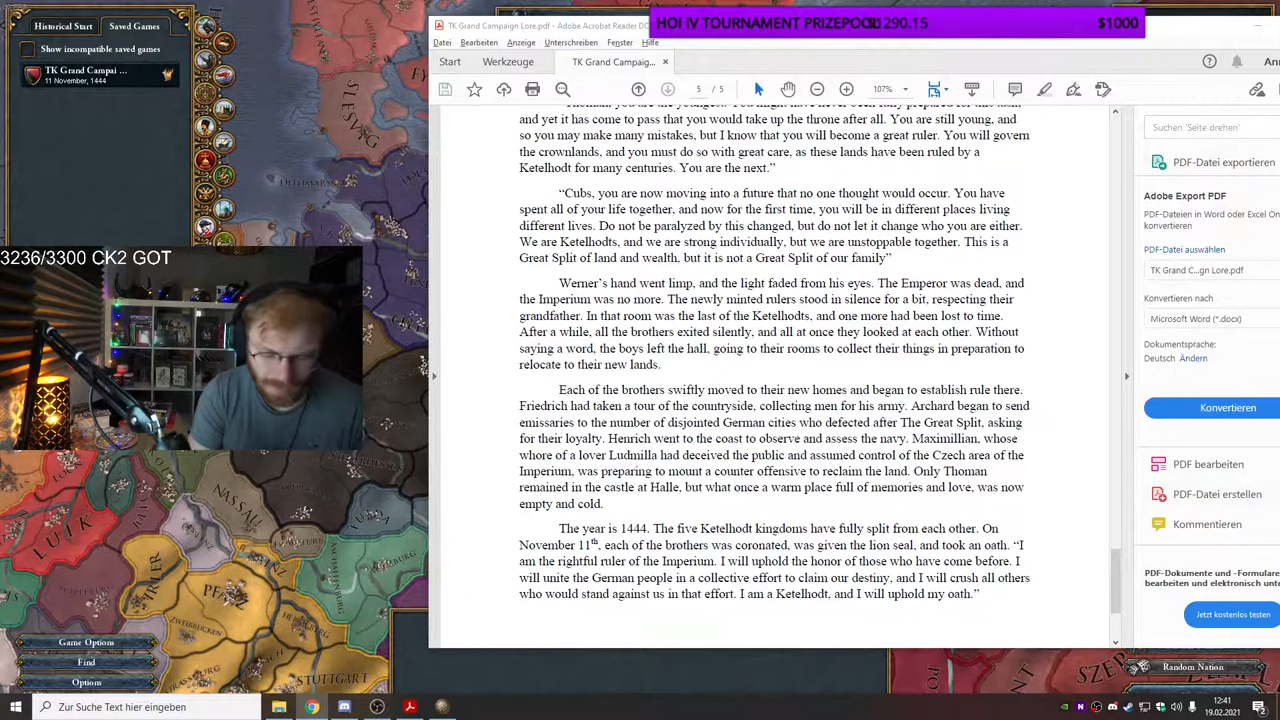 Historical Start Saved Games
Show incompatible saved games
TK Grand Campai ...
11 November, 1444
3236/3300 CK2 GOT
HOI IV TOURNAMENT PRIZEPOOL
$1000
TK Grand Campaign Lore.pdf - Adobe Acrobat Reader DC
Datei Bearbeiten Anzeige Unterschreiben Fenster Hilfe
Start Werkzeuge TK Grand Campaig... ×
5 / 5 107%
and yet it has come to pass that you would take up the throne after all. You are still young, and
so you may make many mistakes, but I know that you will become a great ruler. You will govern
the crownlands, and you must do so with great care, as these lands have been ruled by a
Ketelhodt for many centuries. You are the next.”
“Cubs, you are now moving into a future that no one thought would occur. You have
spent all of your life together, and now for the first time, you will be in different places living
different lives. Do not be paralyzed by this changed, but do not let it change who you are either.
We are Ketelhodts, and we are strong individually, but we are unstoppable together. This is a
Great Split of land and wealth, but it is not a Great Split of our family”
Werner’s hand went limp, and the light faded from his eyes. The Emperor was dead, and
the Imperium was no more. The newly minted rulers stood in silence for a bit, respecting their
grandfather. In that room was the last of the Ketelhodts, and one more had been lost to time.
After a while, all the brothers exited silently, and all at once they looked at each other. Without
saying a word, the boys left the hall, going to their rooms to collect their things in preparation to
relocate to their new lands.
Each of the brothers swiftly moved to their new homes and began to establish rule there.
Friedrich had taken a tour of the countryside, collecting men for his army. Archard began to send
emissaries to the number of disjointed German cities who defected after The Great Split, asking
for their loyalty. Henrich went to the coast to observe and assess the navy. Maximillian, whose
whore of a lover Ludmilla had deceived the public and assumed control of the Czech area of the
Imperium, was preparing to mount a counter offensive to reclaim the land. Only Thoman
remained in the castle at Halle, but what once a warm place full of memories and love, was now
empty and cold.
The year is 1444. The five Ketelhodt kingdoms have fully split from each other. On
November 11th, each of the brothers was coronated, was given the lion seal, and took an oath. “I
am the rightful ruler of the Imperium. I will uphold the honor of those who have come before. I
will unite the German people in a collective effort to claim our destiny, and I will crush all others
who would stand against us in that effort. I am a Ketelhodt, and I will uphold my oath.”
Suchen 'Seite drehen'
PDF-Datei exportieren
Adobe Export PDF
PDF-Dateien in Word oder Excel On
konvertieren
PDF-Datei auswählen
TK Grand C...gn Lore.pdf
Konvertieren nach
Microsoft Word (*.docx)
Dokumentsprache:
Deutsch Ändern
Konvertieren
PDF bearbeiten
PDF-Datei erstellen
Kommentieren
PDF-Dokumente und -Formulare
bearbeiten und elektronisch unte
Jetzt kostenlos testen
SLESVIG
DELMARSKEN
LUIK
NASSAU
PFAL
ZWEIBRÜCKEN
STUTTGART
Game Options
Find
Options
Random Nation
Zur Suche Text hier eingeben
12:41
19.02.2021